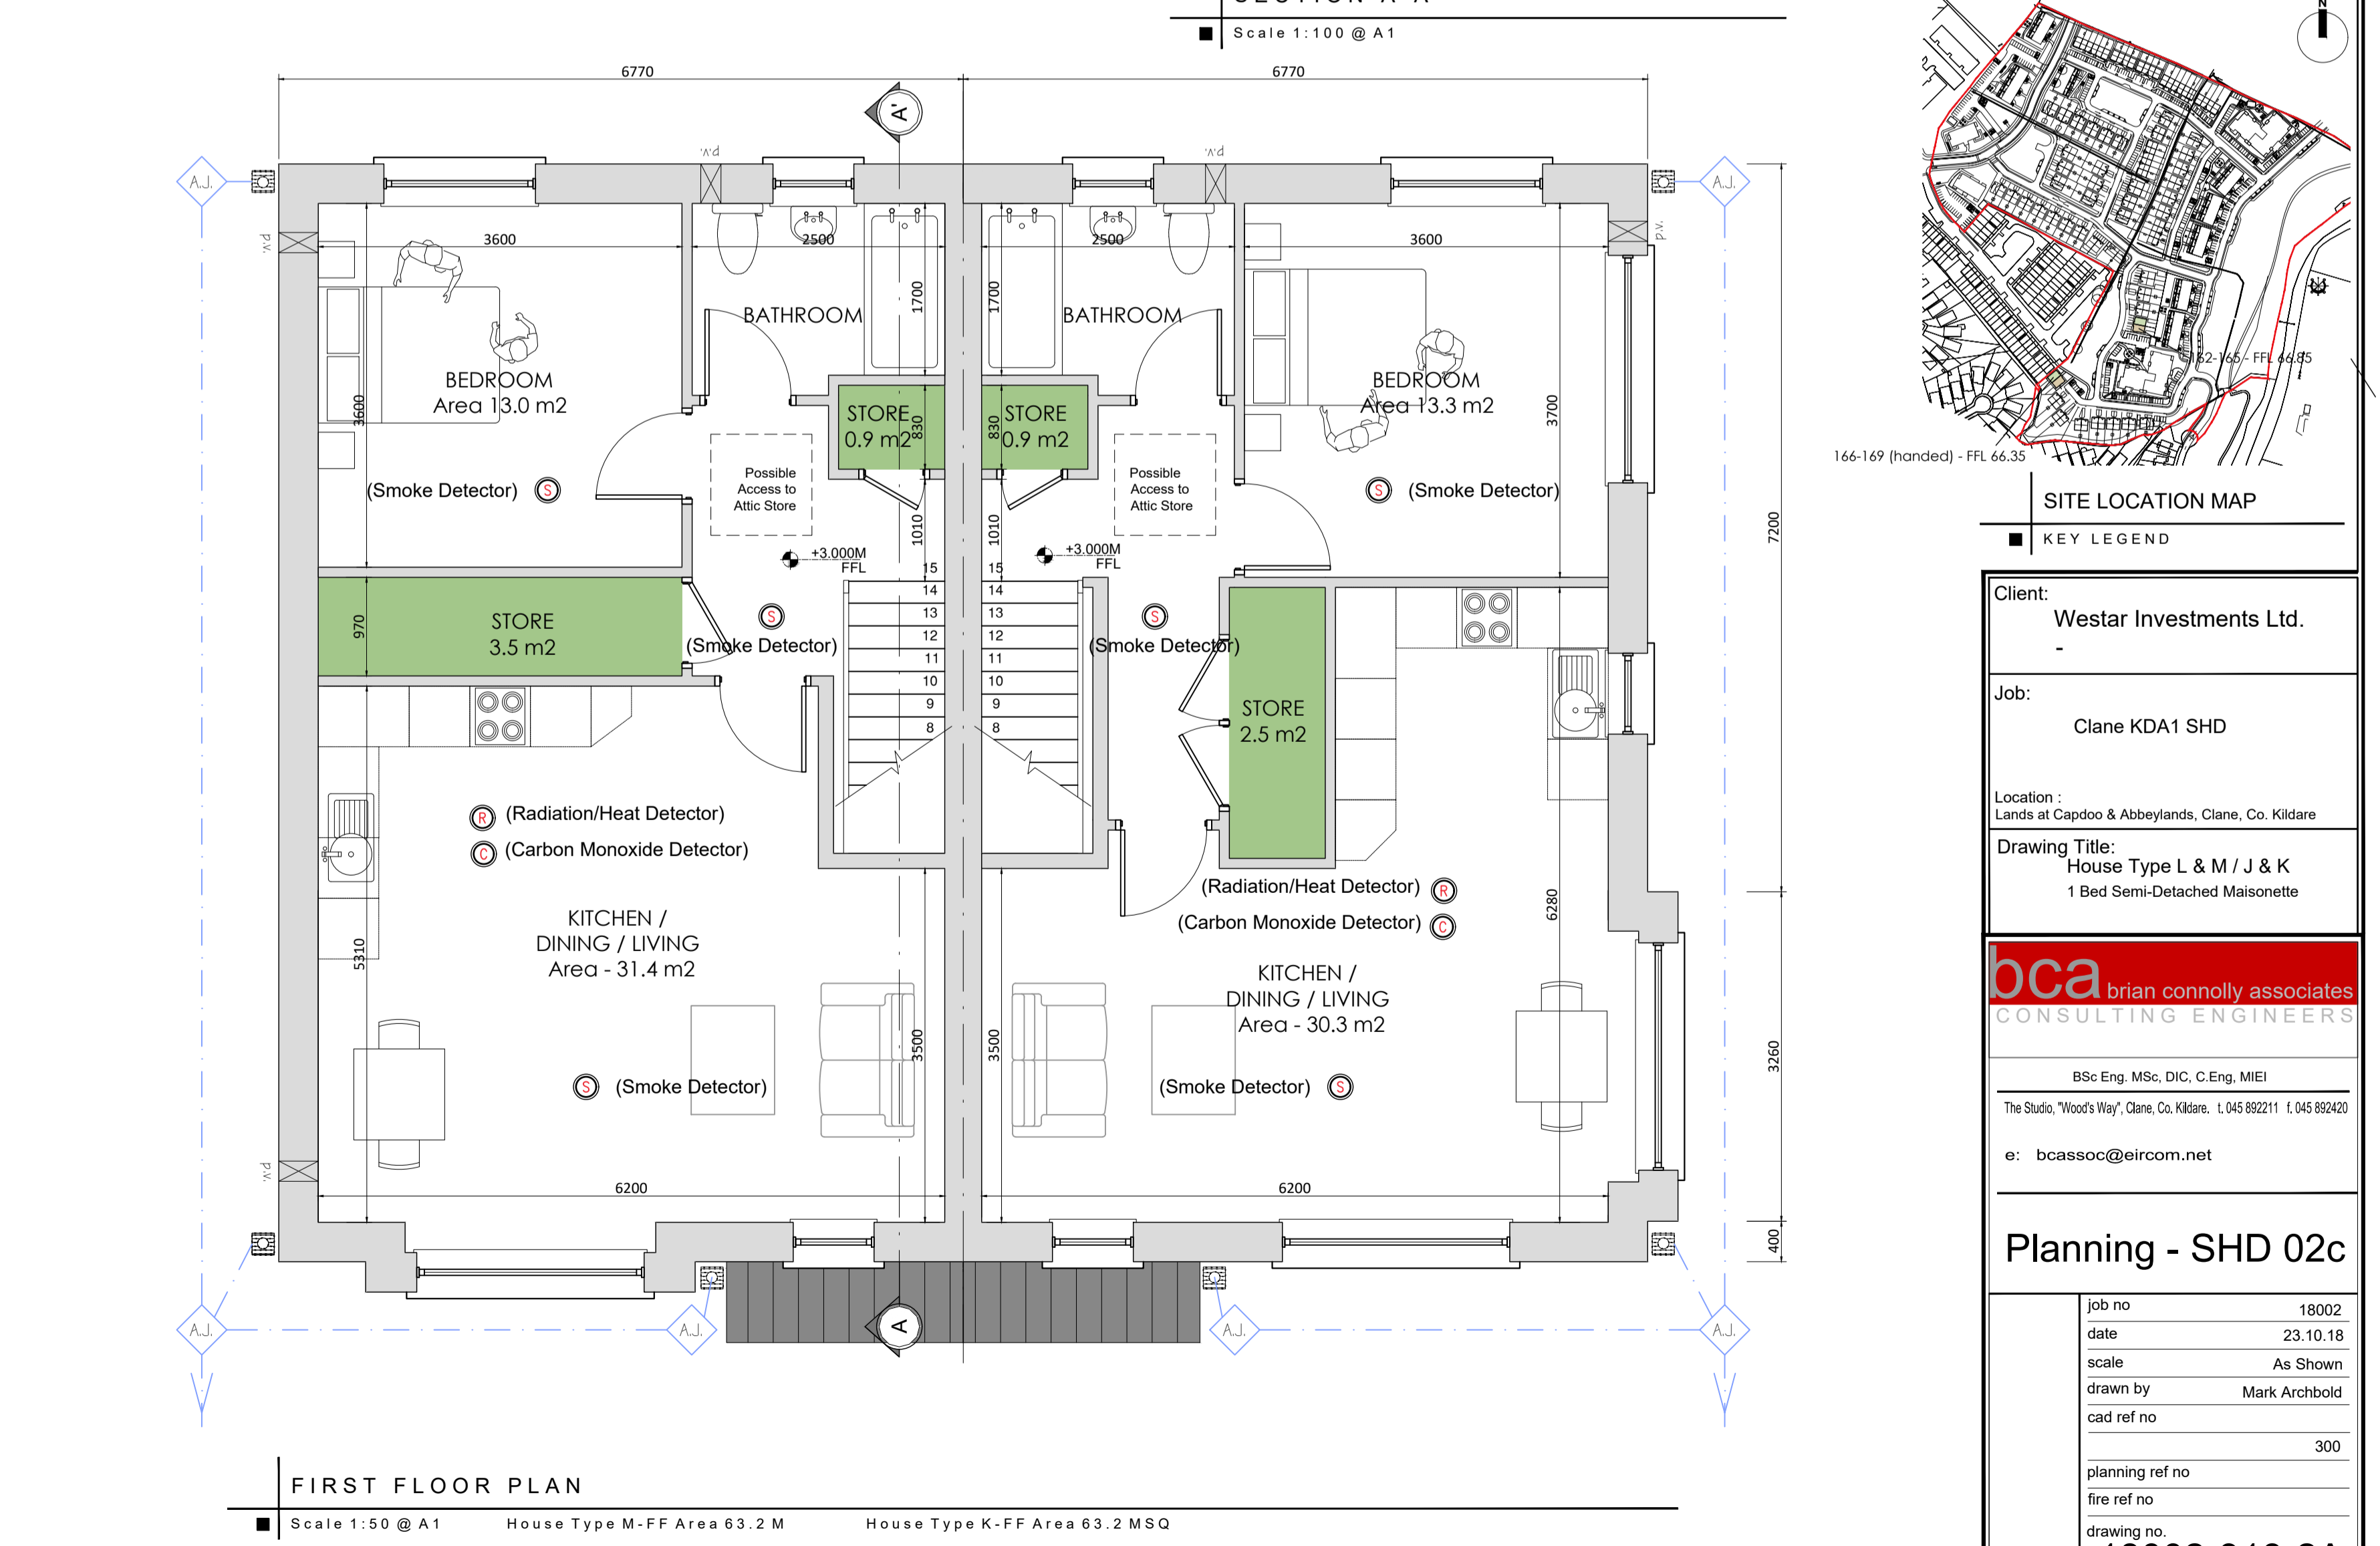 Scale 1:100 @ A1
N
6770
6770
A'
p.v.
p.v.
A.J.
A.J.
p.v.
p.v.
3600
2500
2500
3600
1700
1700
BATHROOM
BATHROOM
BEDROOM
Area 13.0 m2
3600
BEDROOM
Area 13.3 m2
3700
STORE
0.9 m2
830
STORE
0.9 m2
830
(Smoke Detector)
S
Possible
Access to
Attic Store
Possible
Access to
Attic Store
S
(Smoke Detector)
1010
1010
+3.000M
FFL
+3.000M
FFL
7200
STORE
3.5 m2
970
S
(Smoke Detector)
S
(Smoke Detector)
15
14
13
12
11
10
9
8
15
14
13
12
11
10
9
8
STORE
2.5 m2
R
(Radiation/Heat Detector)
C
(Carbon Monoxide Detector)
(Radiation/Heat Detector)
R
(Carbon Monoxide Detector)
C
KITCHEN /
DINING / LIVING
Area - 31.4 m2
5310
KITCHEN /
DINING / LIVING
Area - 30.3 m2
6280
3500
3500
3260
S
(Smoke Detector)
(Smoke Detector)
S
p.v.
6200
6200
400
A.J.
A.J.
A
A.J.
A.J.
FIRST FLOOR PLAN
Scale 1:50 @ A1
House Type M-FF Area 63.2 M
House Type K-FF Area 63.2 MSQ
162-165 - FFL 66.85
166-169 (handed) - FFL 66.35
SITE LOCATION MAP
KEY LEGEND
Client:
Westar Investments Ltd.
-
Job:
Clane KDA1 SHD
Location :
Lands at Capdoo & Abbeylands, Clane, Co. Kildare
Drawing Title:
House Type L & M / J & K
1 Bed Semi-Detached Maisonette
bca brian connolly associates
CONSULTING ENGINEERS
BSc Eng. MSc, DIC, C.Eng, MIEI
The Studio, "Wood's Way", Clane, Co. Kildare. t. 045 892211 f. 045 892420
e: bcassoc@eircom.net
Planning - SHD 02c
job no 18002
date 23.10.18
scale As Shown
drawn by Mark Archbold
cad ref no
300
planning ref no
fire ref no
drawing no.